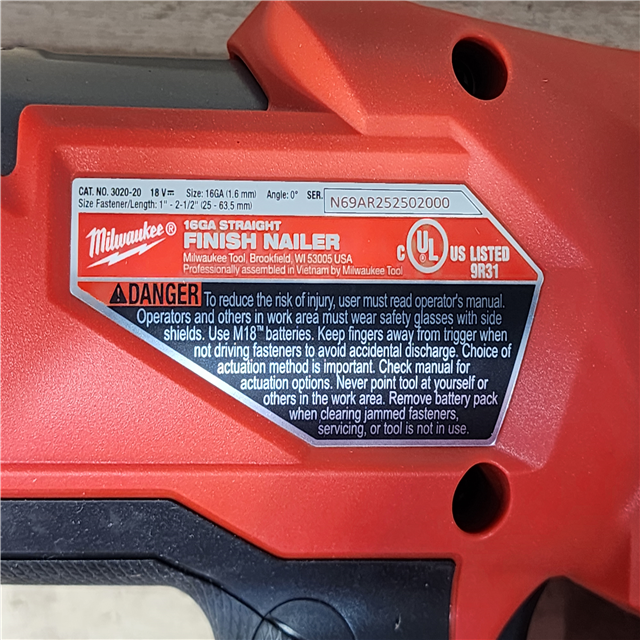 CAT. NO. 3020-20 18 V⎓ Size: 16GA (1.6 mm) Angle: 0° SER. N69AR252502000
Size Fastener/Length: 1" - 2-1/2" (25 - 63.5 mm)
Milwaukee®
16GA STRAIGHT
FINISH NAILER
Milwaukee Tool, Brookfield, WI 53005 USA
Professionally assembled in Vietnam by Milwaukee Tool
C UL® US LISTED
9R31
DANGER To reduce the risk of injury, user must read operator's manual.
Operators and others in work area must wear safety glasses with side
shields. Use M18™ batteries. Keep fingers away from trigger when
not driving fasteners to avoid accidental discharge. Choice of
actuation method is important. Check manual for
actuation options. Never point tool at yourself or
others in the work area. Remove battery pack
when clearing jammed fasteners,
servicing, or tool is not in use.